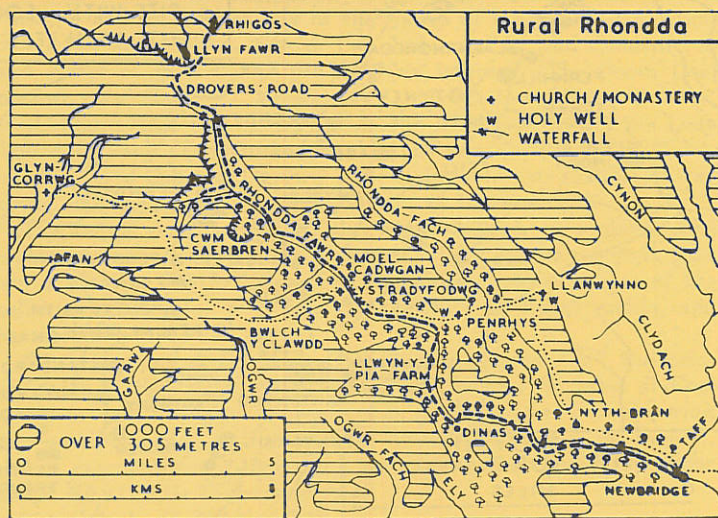 Rural Rhondda
CHURCH/MONASTERY
HOLY WELL
WATERFALL
RHIGOS
LLYN FAWR
DROVERS' ROAD
GLYN-
CORRWG
RHONDDA-FACH
RHONDDA FAWR
CYNON
AFAN
CWM
SAERBREN
MOEL-
CADWGAN
YSTRADYFODWG
LLANWYNNO
PENRHYS
CLYDACH
BWLCH
Y CLAWDD
LLWYN-Y-
PIA FARM
GARW
OGWR
OGWR-FACH
ELY
DINAS
NYTH-BRÂN
TAFF
NEWBRIDGE
OVER 1000 FEET
305 METRES
0 MILES 5
0 KMS 8